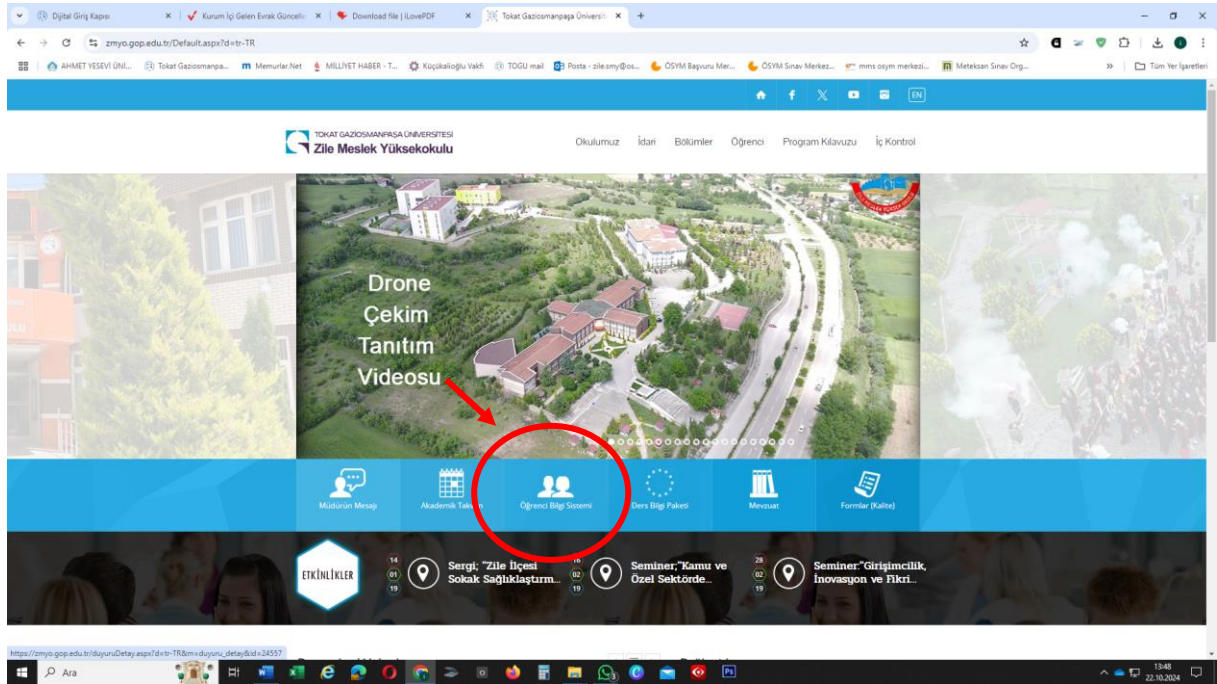 Dijital Giriş Kapısı
Kurum İçi Gelen Evrak Güncelle
Download file | iLovePDF
Tokat Gaziosmanpaşa Üniversit
zmyo.gop.edu.tr/Default.aspx?d=tr-TR
AHMET YESEVİ ÜNİ...
Tokat Gaziosmanpa...
Memurlar.Net
MİLLİYET HABER - T...
Küçükalioğlu Vakfı
TOGU mail
Posta - zile.smy@os...
ÖSYM Başvuru Mer...
ÖSYM Sınav Merkez...
mms osym merkezi...
Meteksan Sınav Org...
Tüm Yer İşaretleri
EN
TOKAT GAZİOSMANPAŞA ÜNİVERSİTESİ
Zile Meslek Yüksekokulu
Okulumuz
İdari
Bölümler
Öğrenci
Program Kılavuzu
İç Kontrol
Drone
Çekim
Tanıtım
Videosu
Müdürün Mesajı
Akademik Takvim
Öğrenci Bilgi Sistemi
Ders Bilgi Paketi
Mevzuat
Formlar (Kalite)
ETKİNLİKLER
14
01
19
Sergi; "Zile İlçesi
Sokak Sağlıklaştırm...
02
19
Seminer;"Kamu ve
Özel Sektörde...
28
02
19
Seminer:"Girişimcilik,
İnovasyon ve Fikri...
https://zmyo.gop.edu.tr/duyuruDetay.aspx?d=tr-TR&m=duyuru_detay&id=24557
Ara
13:48
22.10.2024